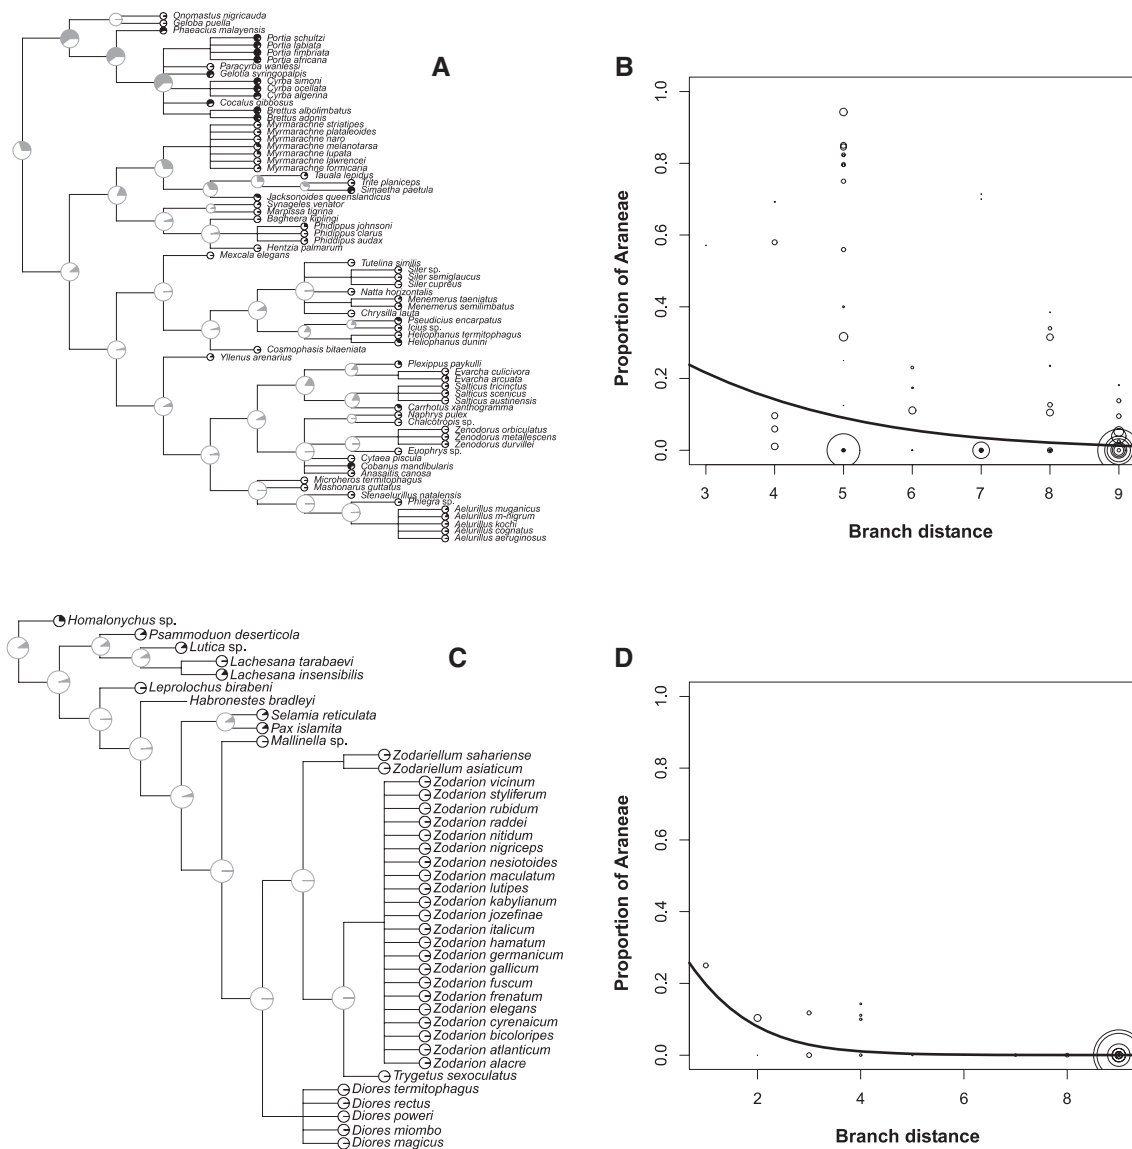 Onomastus nigricauda
Geloba puella
Phaeacius malayensis
Portia schultzi
Portia labiata
Portia fimbriata
Portia africana
Paracyrba wanlessi
Gelotia syringopalpis
Cyrba simoni
Cyrba ocellata
Cyrba algerina
Cocalus gibbosus
Brettus albolimbatus
Brettus adonis
Myrmarachne striatipes
Myrmarachne plataleoides
Myrmarachne naro
Myrmarachne melanotarsa
Myrmarachne lupata
Myrmarachne lawrencei
Myrmarachne formicaria
Tauala lepidus
Trite planiceps
Simaetha paetula
Jacksonoides queenslandicus
Synageles venator
Marpissa tigrina
Bagheera kiplingi
Phidippus johnsoni
Phidippus clarus
Phiddipus audax
Hentzia palmarum
Mexcala elegans
Tutelina similis
Siler sp.
Siler semiglaucus
Siler cupreus
Natta horizontalis
Menemerus taeniatus
Menemerus semilimbatus
Chrysilla lauta
Pseudicius encarpatus
Icius sp.
Heliophanus termitophagus
Heliophanus dunini
Cosmophasis bitaeniata
Yllenus arenarius
Plexippus paykulli
Evarcha culicivora
Evarcha arcuata
Salticus tricinctus
Salticus scenicus
Salticus austinensis
Carrhotus xanthogramma
Naphrys pulex
Chalcotropis sp.
Zenodorus orbiculatus
Zenodorus metallescens
Zenodorus durvillei
Euophrys sp.
Cytaea piscula
Cobanus mandibularis
Anasaitis canosa
Microheros termitophagus
Mashonarus guttatus
Stenaelurillus natalensis
Phlegra sp.
Aelurillus muganicus
Aelurillus m-nigrum
Aelurillus kochi
Aelurillus cognatus
Aelurillus aeruginosus
A
B
Proportion of Araneae
1.0
0.8
0.6
0.4
0.2
0.0
3 4 5 6 7 8 9
Branch distance
Homalonychus sp.
Psammoduon deserticola
Lutica sp.
Lachesana tarabaevi
Lachesana insensibilis
Leprolochus birabeni
Habronestes bradleyi
Selamia reticulata
Pax islamita
Mallinella sp.
Zodariellum sahariense
Zodariellum asiaticum
Zodarion vicinum
Zodarion styliferum
Zodarion rubidum
Zodarion raddei
Zodarion nitidum
Zodarion nigriceps
Zodarion nesiotoides
Zodarion maculatum
Zodarion lutipes
Zodarion kabylianum
Zodarion jozefinae
Zodarion italicum
Zodarion hamatum
Zodarion germanicum
Zodarion gallicum
Zodarion fuscum
Zodarion frenatum
Zodarion elegans
Zodarion cyrenaicum
Zodarion bicoloripes
Zodarion atlanticum
Zodarion alacre
Trygetus sexoculatus
Diores termitophagus
Diores rectus
Diores poweri
Diores miombo
Diores magicus
C
D
Proportion of Araneae
1.0
0.8
0.6
0.4
0.2
0.0
2 4 6 8
Branch distance